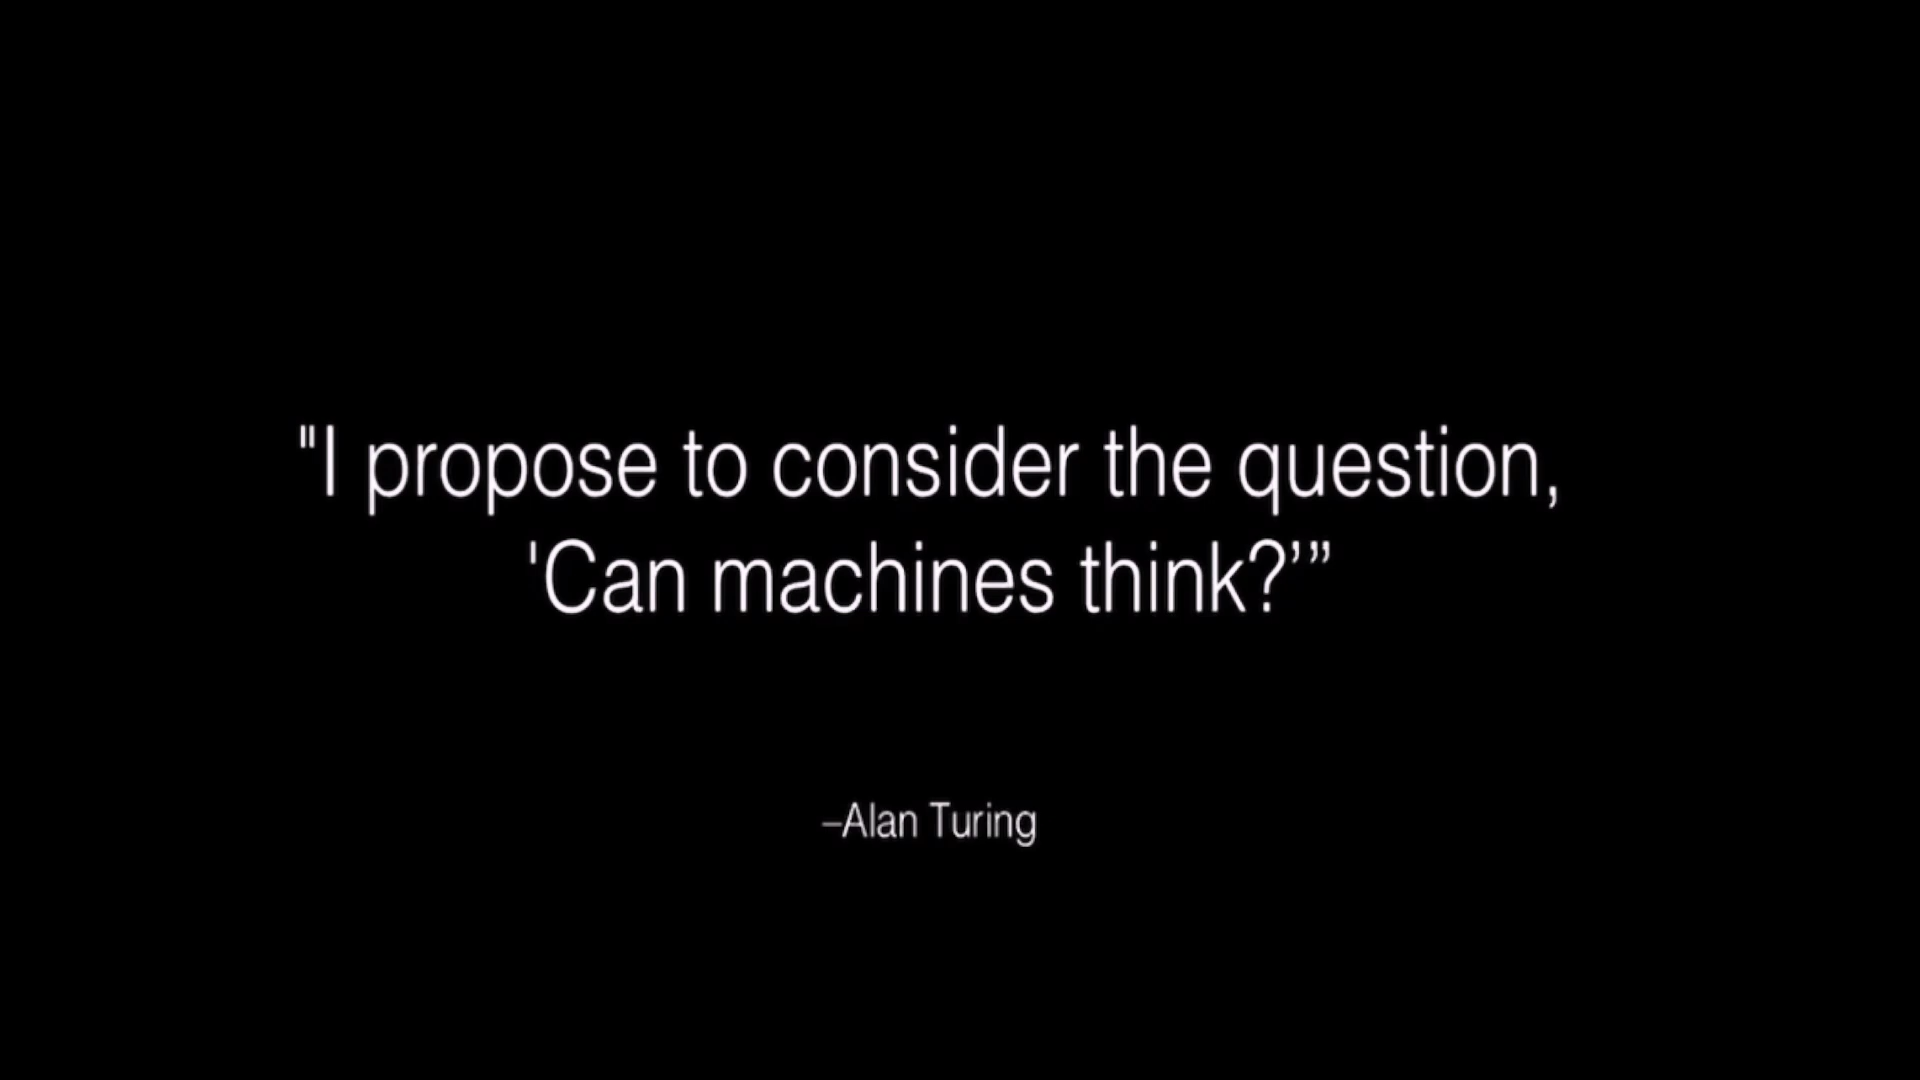 "I propose to consider the question,
'Can machines think?’”
–Alan Turing